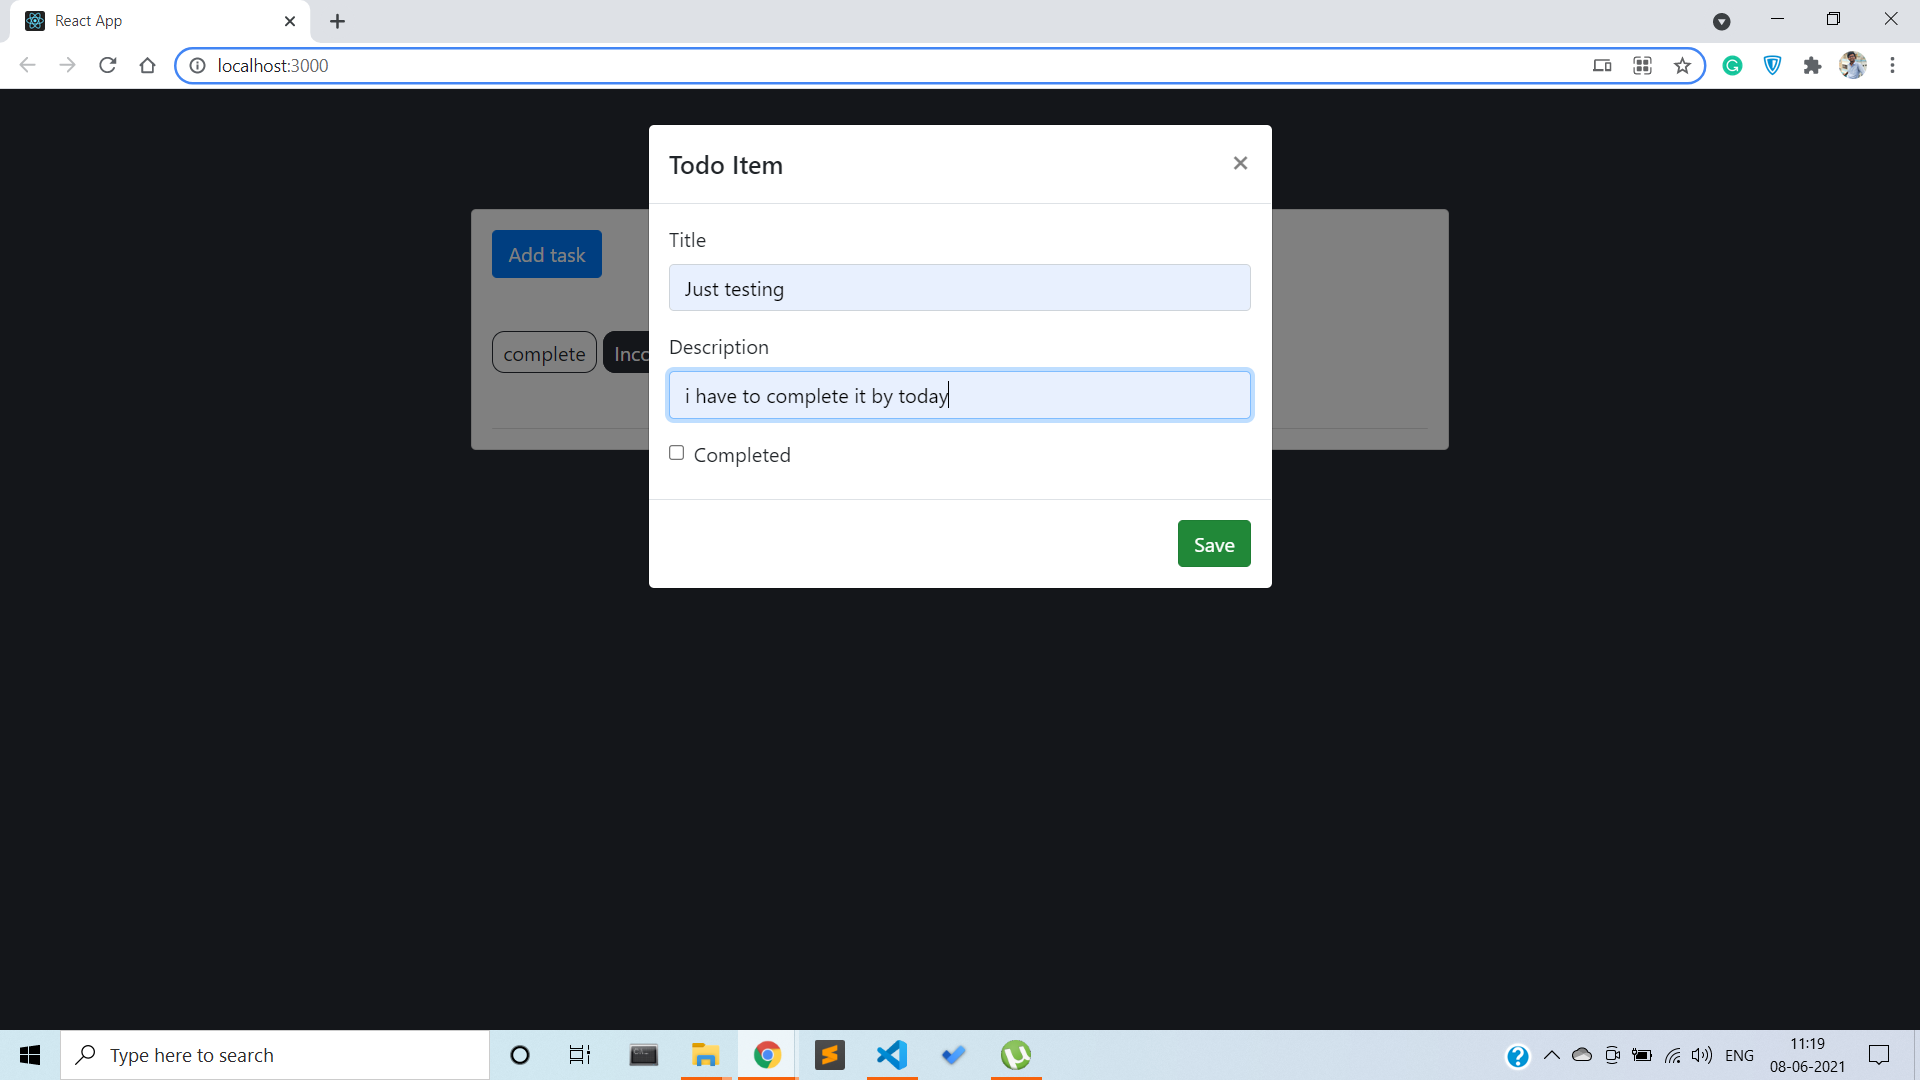 React App
localhost:3000
Todo Item
Title
Just testing
Description
i have to complete it by today
Completed
Save
Add task
complete
Inco
Type here to search
ENG
11:19
08-06-2021